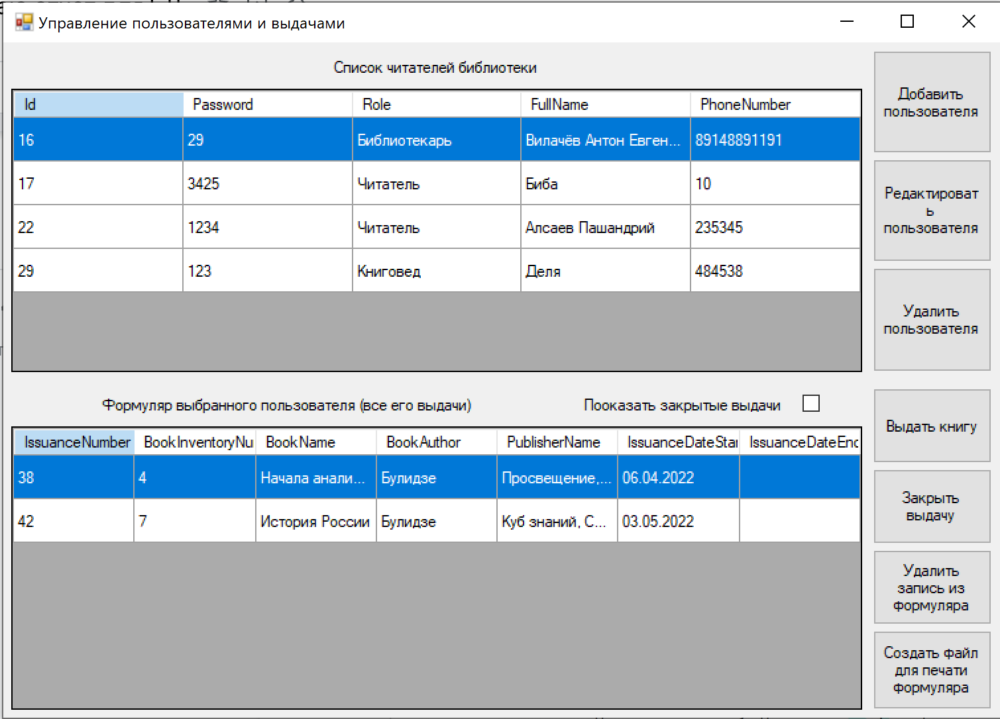 Управление пользователями и выдачами
Список читателей библиотеки
Id Password Role FullName PhoneNumber
16 29 Библиотекарь Вилачёв Антон Евген... 89148891191
17 3425 Читатель Биба 10
22 1234 Читатель Алсаев Пашандрий 235345
29 123 Книговед Деля 484538
Добавить
пользователя
Редактироват
ь
пользователя
Удалить
пользователя
Формуляр выбранного пользователя (все его выдачи) Пооказать закрытые выдачи
IssuanceNumber BookInventoryNu BookName BookAuthor PublisherName IssuanceDateStar IssuanceDateEnd
38 4 Начала анали... Булидзе Просвещение,... 06.04.2022
42 7 История России Булидзе Куб знаний, С... 03.05.2022
Выдать книгу
Закрыть
выдачу
Удалить
запись из
формуляра
Создать файл
для печати
формуляра